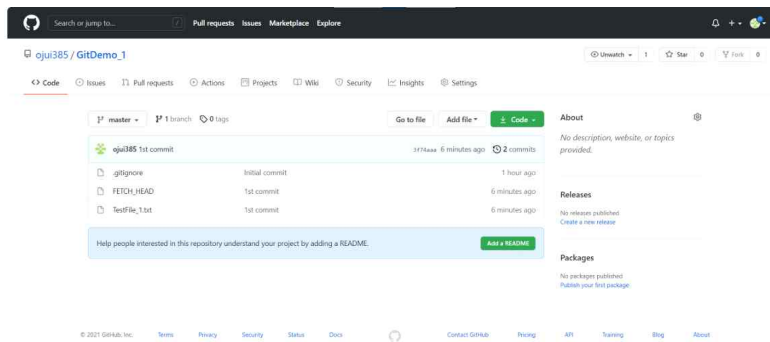 Search or jump to... / Pull requests Issues Marketplace Explore
ojui385 / GitDemo_1 Unwatch 1 Star 0 Fork 0
Code Issues Pull requests Actions Projects Wiki Security Insights Settings
master 1 branch 0 tags Go to file Add file Code
ojui385 1st commit 6 minutes ago 2 commits
.gitignore Initial commit 1 hour ago
FETCH_HEAD 1st commit 6 minutes ago
TestFile_1.txt 1st commit 6 minutes ago
Help people interested in this repository understand your project by adding a README. Add a README
About
No description, website, or topics
provided.
Releases
No releases published
Create a new release
Packages
No packages published
Publish your first package
© 2021 GitHub, Inc. Terms Privacy Security Status Docs Contact GitHub Pricing API Training Blog About